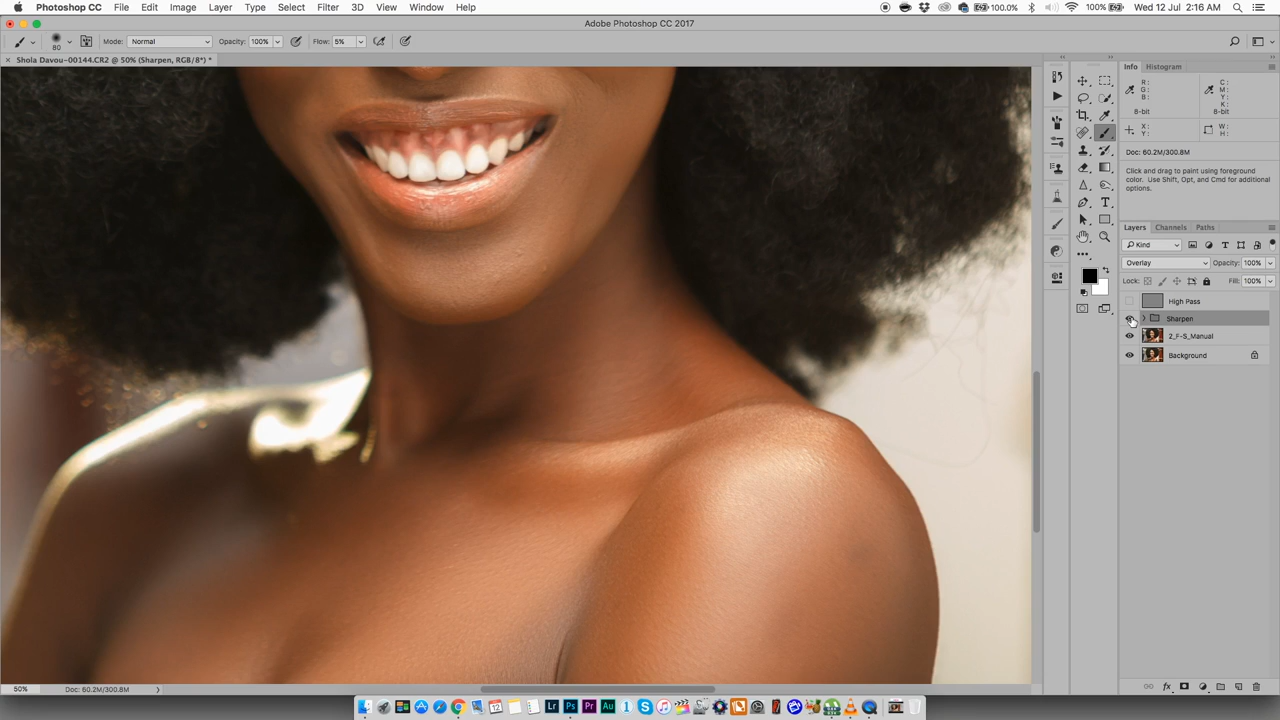 Photoshop CC File Edit Image Layer Type Select Filter 3D View Window Help 100.0% 100% Wed 12 Jul 2:16 AM
Adobe Photoshop CC 2017
80 Mode: Normal Opacity: 100% Flow: 5%
Shola Davou-00144.CR2 @ 50% (Sharpen, RGB/8*) *
Info Histogram
R: C:
G: M:
B: Y:
K:
8-bit 8-bit
X: W:
Y: H:
Doc: 60.2M/300.8M
Click and drag to paint using foreground
color. Use Shift, Opt, and Cmd for additional
options.
Layers Channels Paths
Kind
Overlay Opacity: 100%
Lock: Fill: 100%
High Pass
Sharpen
2_F-S_Manual
Background
50% Doc: 60.2M/300.8M